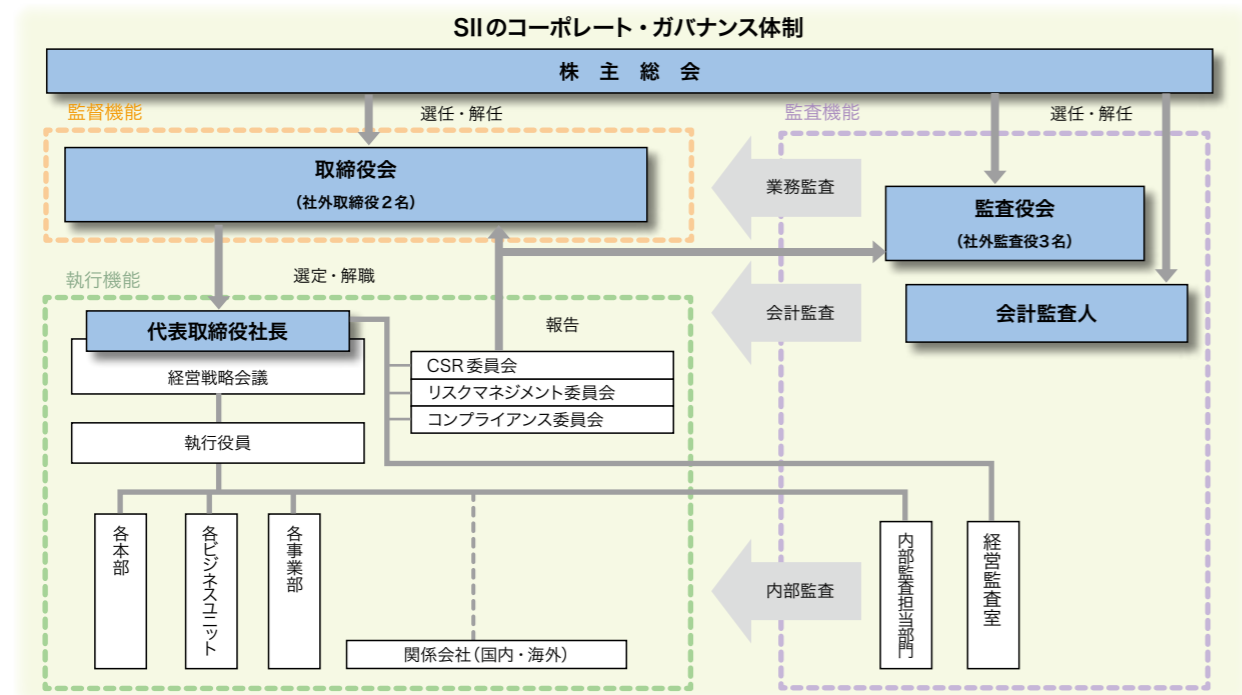 SIIのコーポレート・ガバナンス体制
株主総会
監督機能
選任・解任
監査機能
選任・解任
取締役会
(社外取締役2名)
業務監査
監査役会
(社外監査役3名)
執行機能
選定・解職
代表取締役社長
報告
会計監査
会計監査人
経営戦略会議
CSR委員会
リスクマネジメント委員会
コンプライアンス委員会
執行役員
各本部
各ビジネスユニット
各事業部
関係会社(国内・海外)
内部監査
内部監査担当部門
経営監査室